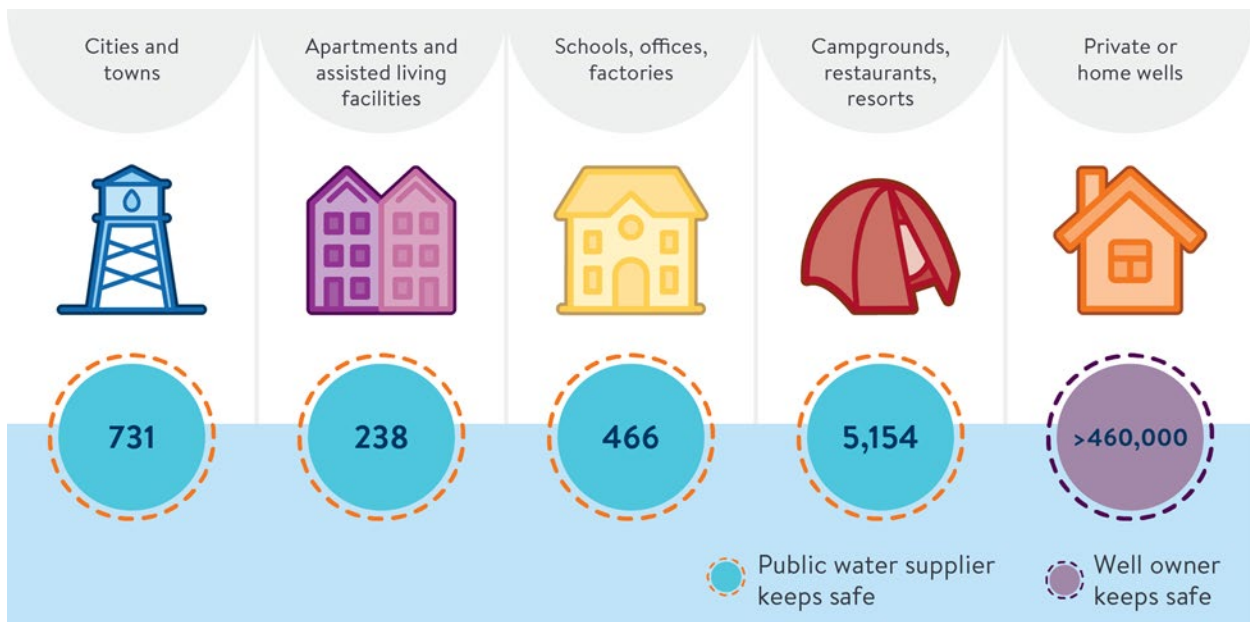 Cities and
towns
Apartments and
assisted living
facilities
Schools, offices,
factories
Campgrounds,
restaurants,
resorts
Private or
home wells
731
238
466
5,154
>460,000
Public water supplier
keeps safe
Well owner
keeps safe